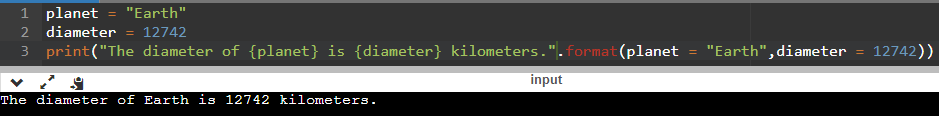 1 planet = "Earth"
2 diameter = 12742
3 print("The diameter of {planet} is {diameter} kilometers.".format(planet = "Earth",diameter = 12742))
input
The diameter of Earth is 12742 kilometers.